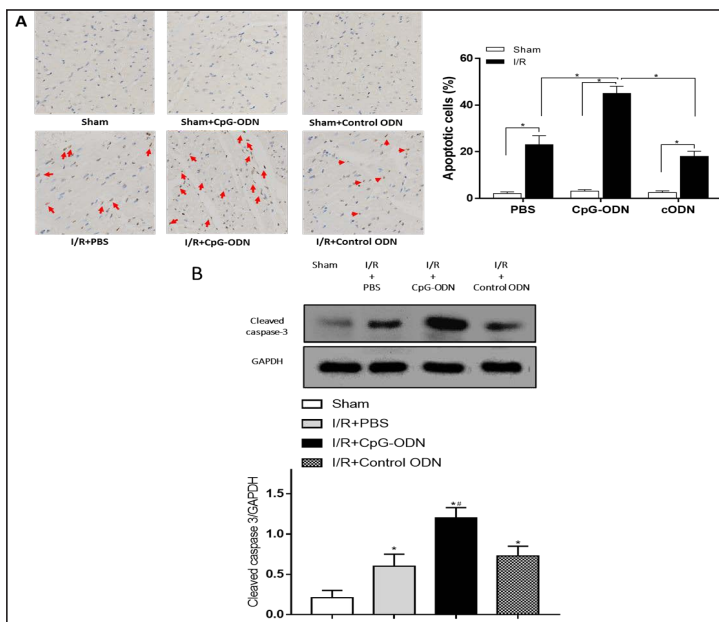 A
Sham
Sham+CpG-ODN
Sham+Control ODN
I/R+PBS
I/R+CpG-ODN
I/R+Control ODN
Sham
I/R
Apoptotic cells (%)
60
40
20
0
*
*
*
*
*
PBS
CpG-ODN
cODN
B
Sham
I/R
+
PBS
I/R
+
CpG-ODN
I/R
+
Control ODN
Cleaved
caspase-3
GAPDH
Sham
I/R+PBS
I/R+CpG-ODN
I/R+Control ODN
Cleaved caspase 3/GAPDH
1.5
1.0
0.5
0.0
*
*#
*